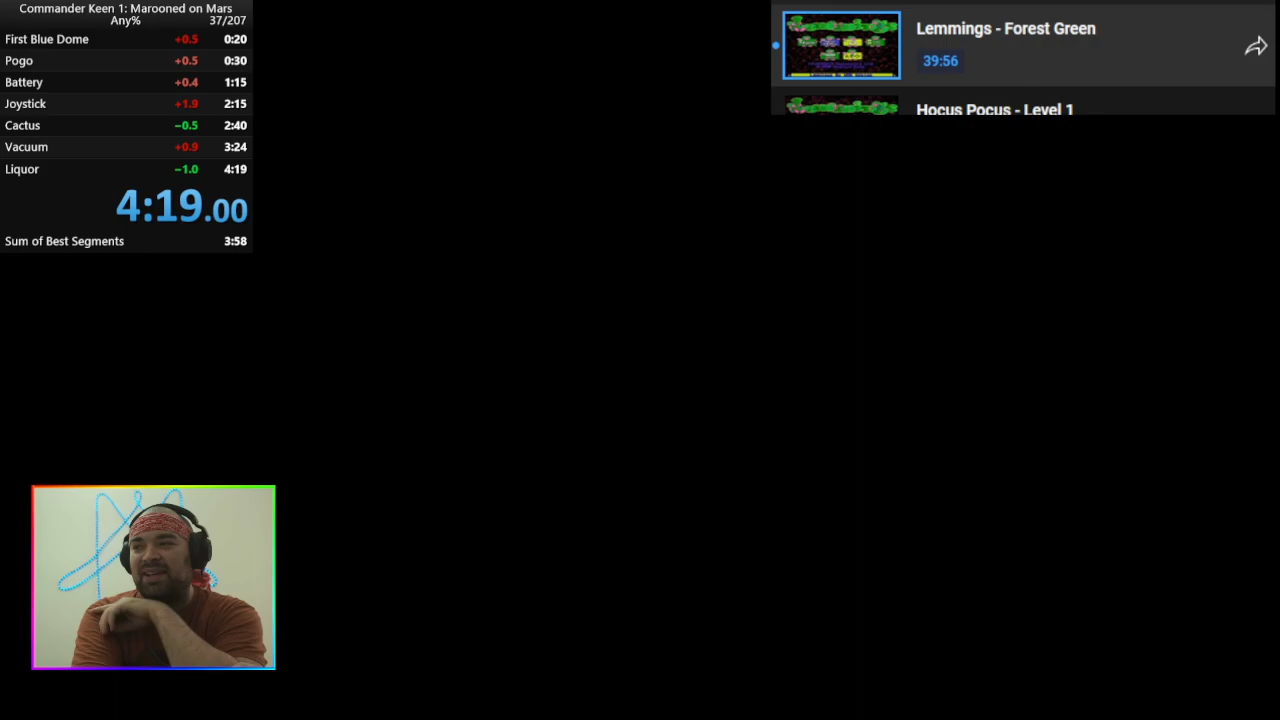 Commander Keen 1: Marooned on Mars
Any% 37/207
First Blue Dome +0.5 0:20
Pogo +0.5 0:30
Battery +0.4 1:15
Joystick +1.9 2:15
Cactus −0.5 2:40
Vacuum +0.9 3:24
Liquor −1.0 4:19
4:19.00
Sum of Best Segments 3:58
Lemmings - Forest Green
39:56
Hocus Pocus - Level 1